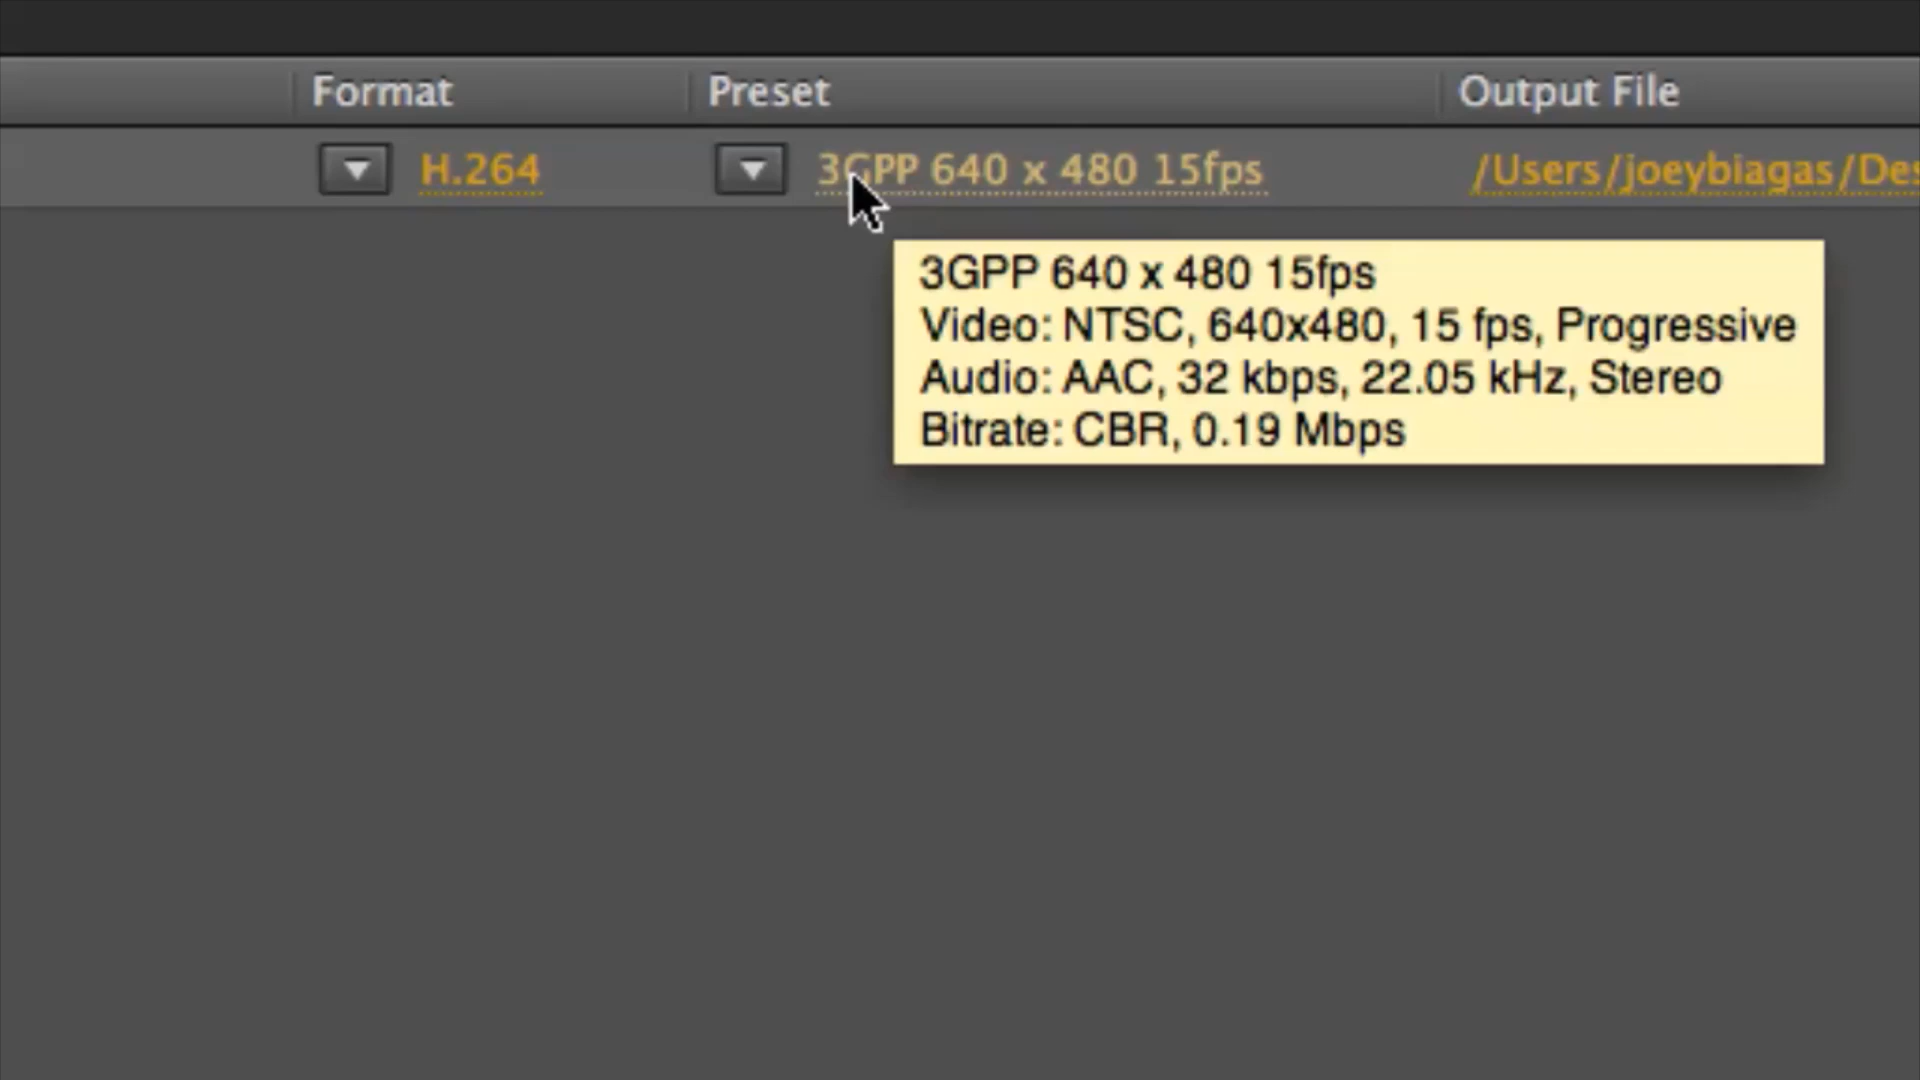 Format Preset Output File
H.264 3GPP 640 x 480 15fps /Users/joeybiagas/Des
3GPP 640 x 480 15fps
Video: NTSC, 640x480, 15 fps, Progressive
Audio: AAC, 32 kbps, 22.05 kHz, Stereo
Bitrate: CBR, 0.19 Mbps